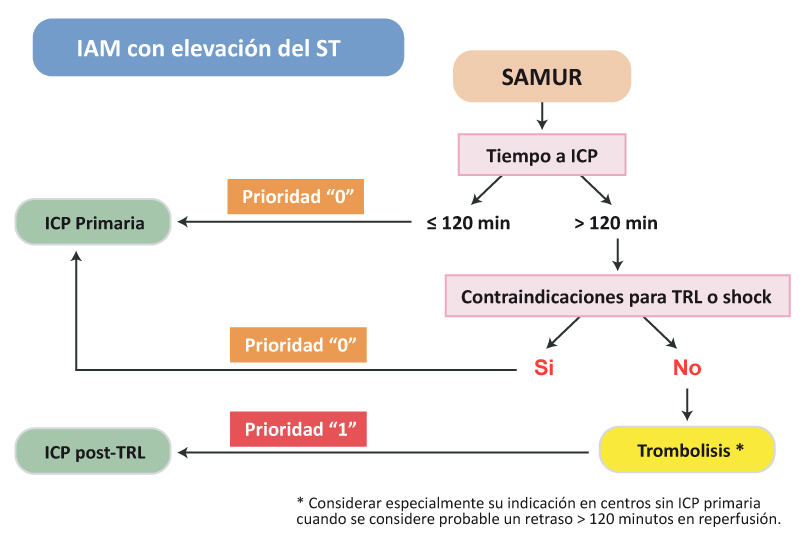 IAM con elevación del ST
SAMUR
Tiempo a ICP
Prioridad “0”
ICP Primaria
≤ 120 min
> 120 min
Contraindicaciones para TRL o shock
Prioridad “0”
Si
No
Prioridad “1”
ICP post-TRL
Trombolisis *
* Considerar especialmente su indicación en centros sin ICP primaria
cuando se considere probable un retraso > 120 minutos en reperfusión.